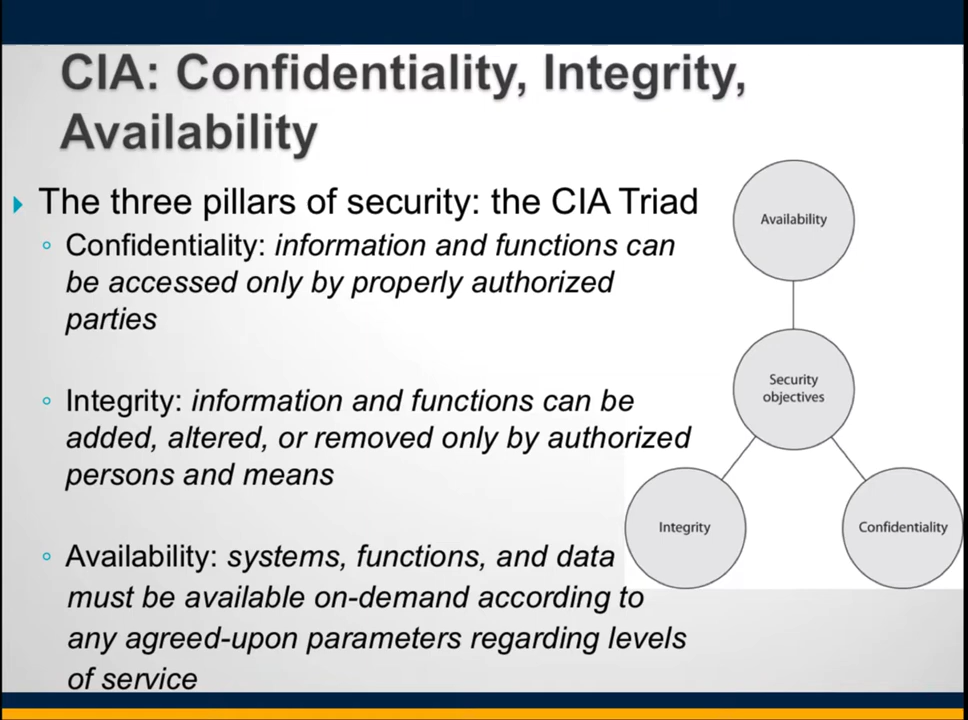 CIA: Confidentiality, Integrity,
Availability
The three pillars of security: the CIA Triad
Confidentiality: information and functions can
be accessed only by properly authorized
parties
Integrity: information and functions can be
added, altered, or removed only by authorized
persons and means
Availability: systems, functions, and data
must be available on-demand according to
any agreed-upon parameters regarding levels
of service
Availability
Security
objectives
Integrity
Confidentiality